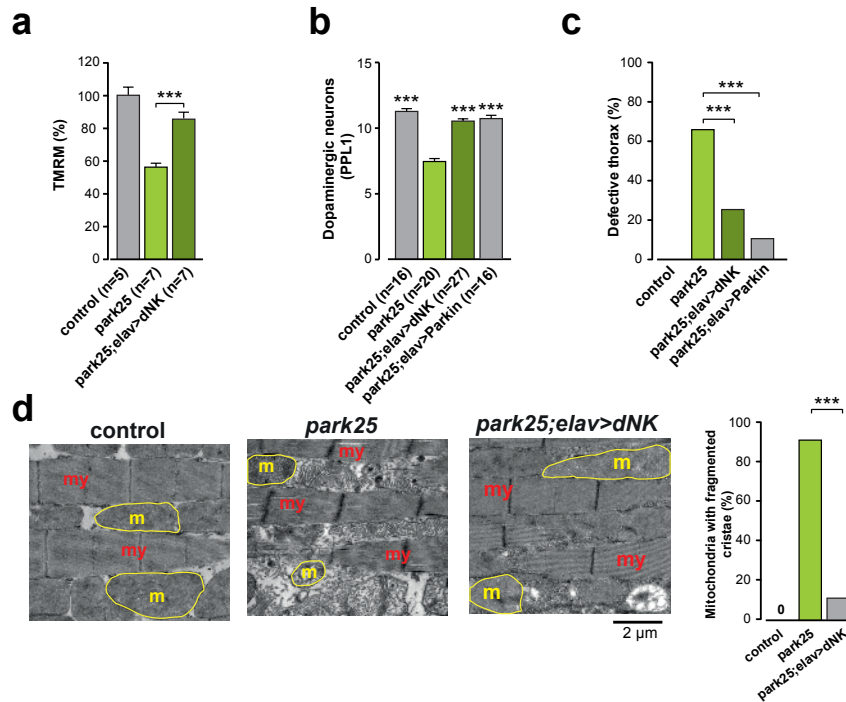 a
TMRM (%)
120
100
80
60
40
20
0
***
control (n=5)
park25 (n=7)
park25;elav>dNK (n=7)
b
Dopaminergic neurons
(PPL1)
15
10
5
0
***
***
***
control (n=16)
park25 (n=20)
park25;elav>dNK (n=27)
park25;elav>Parkin (n=16)
c
Defective thorax (%)
100
80
60
40
20
0
***
***
control
park25
park25;elav>dNK
park25;elav>Parkin
d
control
my
m
my
m
park25
my
m
my
m
park25;elav>dNK
m
my
my
m
2 µm
Mitochondria with fragmented
cristae (%)
100
80
60
40
20
0
***
0
control
park25
park25;elav>dNK